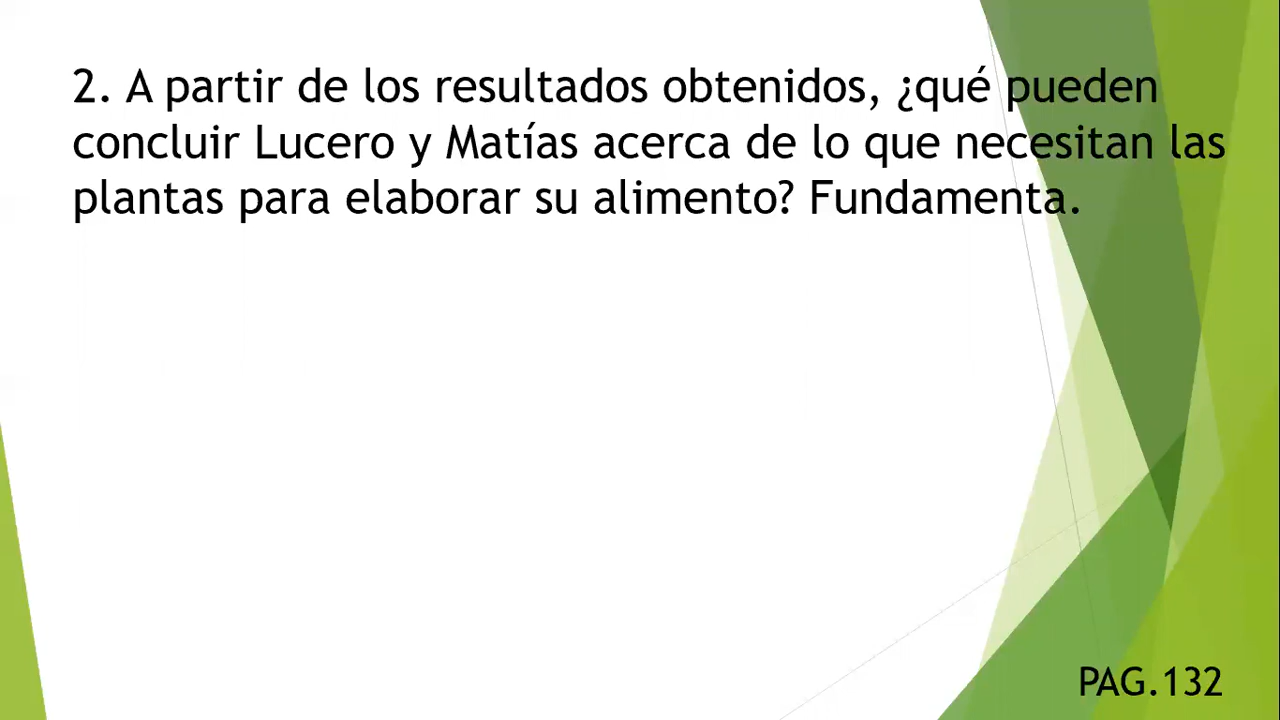 2. A partir de los resultados obtenidos, ¿qué pueden
concluir Lucero y Matías acerca de lo que necesitan las
plantas para elaborar su alimento? Fundamenta.
PAG.132